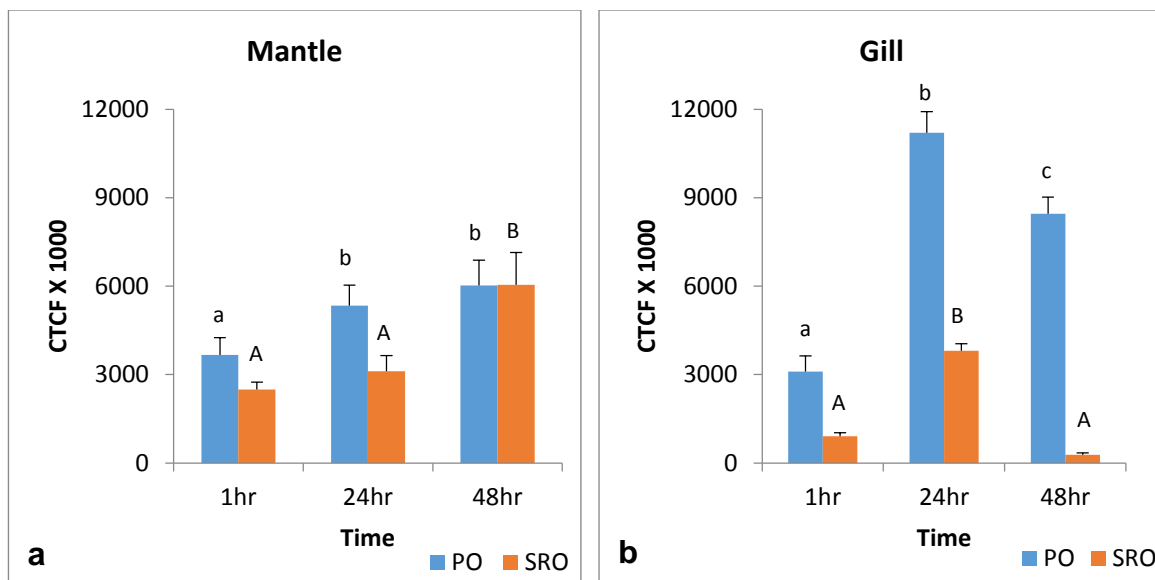 Mantle
12000
9000
6000
3000
0
CTCF X 1000
a
A
b
A
b
B
1hr
24hr
48hr
Time
a
PO
SRO
Gill
12000
9000
6000
3000
0
CTCF X 1000
a
A
b
B
c
A
1hr
24hr
48hr
Time
b
PO
SRO